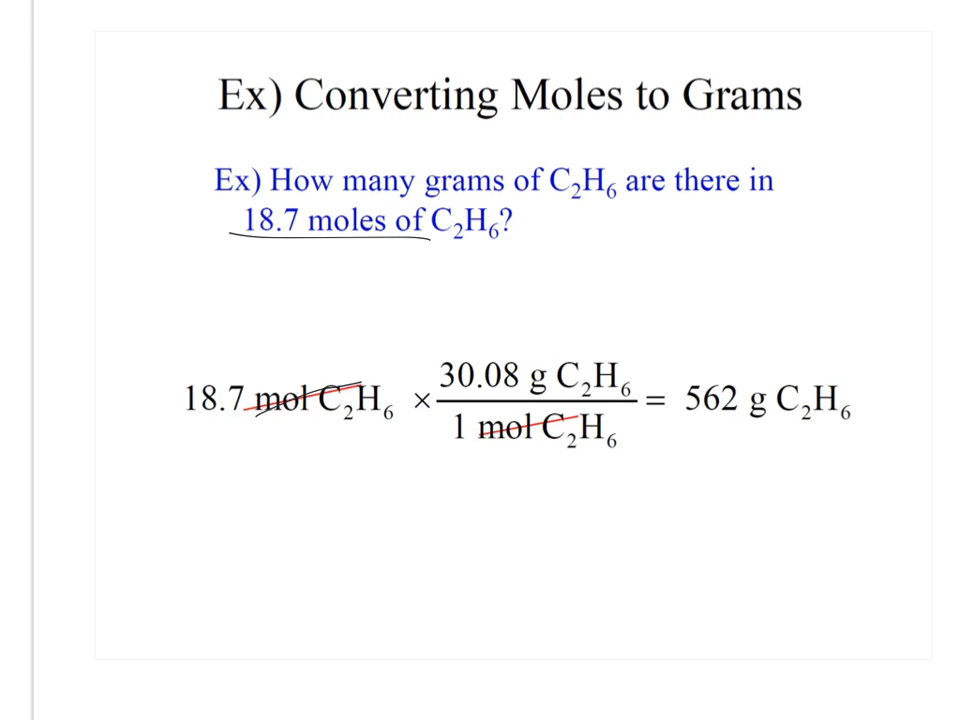 Ex) Converting Moles to Grams
Ex) How many grams of C₂H₆ are there in
18.7 moles of C₂H₆?
18.7 mol C₂H₆ × 30.08 g C₂H₆ / 1 mol C₂H₆ = 562 g C₂H₆